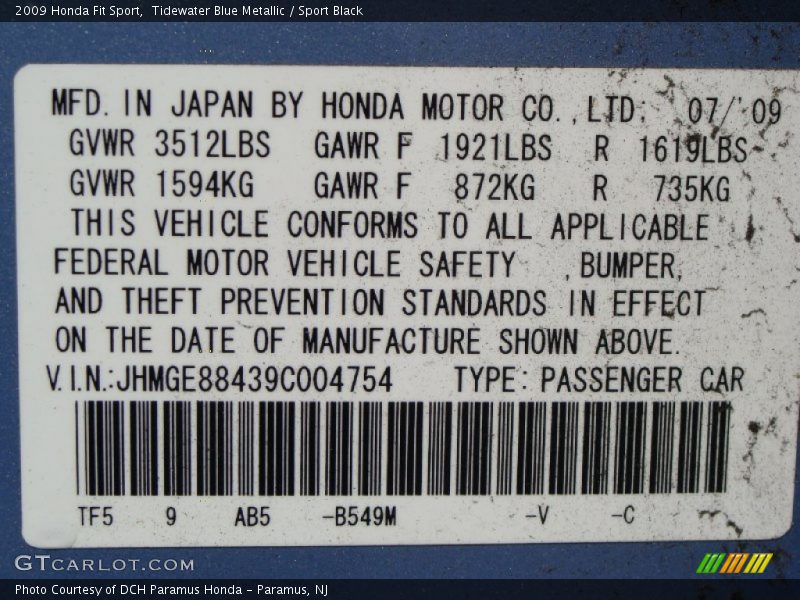 2009 Honda Fit Sport,  Tidewater Blue Metallic / Sport Black
MFD. IN JAPAN BY HONDA MOTOR CO.,LTD. 07/'09
GVWR 3512LBS GAWR F 1921LBS R 1619LBS
GVWR 1594KG GAWR F 872KG R 735KG
THIS VEHICLE CONFORMS TO ALL APPLICABLE
FEDERAL MOTOR VEHICLE SAFETY ,BUMPER,
AND THEFT PREVENTION STANDARDS IN EFFECT
ON THE DATE OF MANUFACTURE SHOWN ABOVE.
V.I.N.:JHMGE88439C004754 TYPE: PASSENGER CAR
TF5 9 AB5 -B549M -V -C
GTCARLOT.COM
Photo Courtesy of DCH Paramus Honda - Paramus, NJ